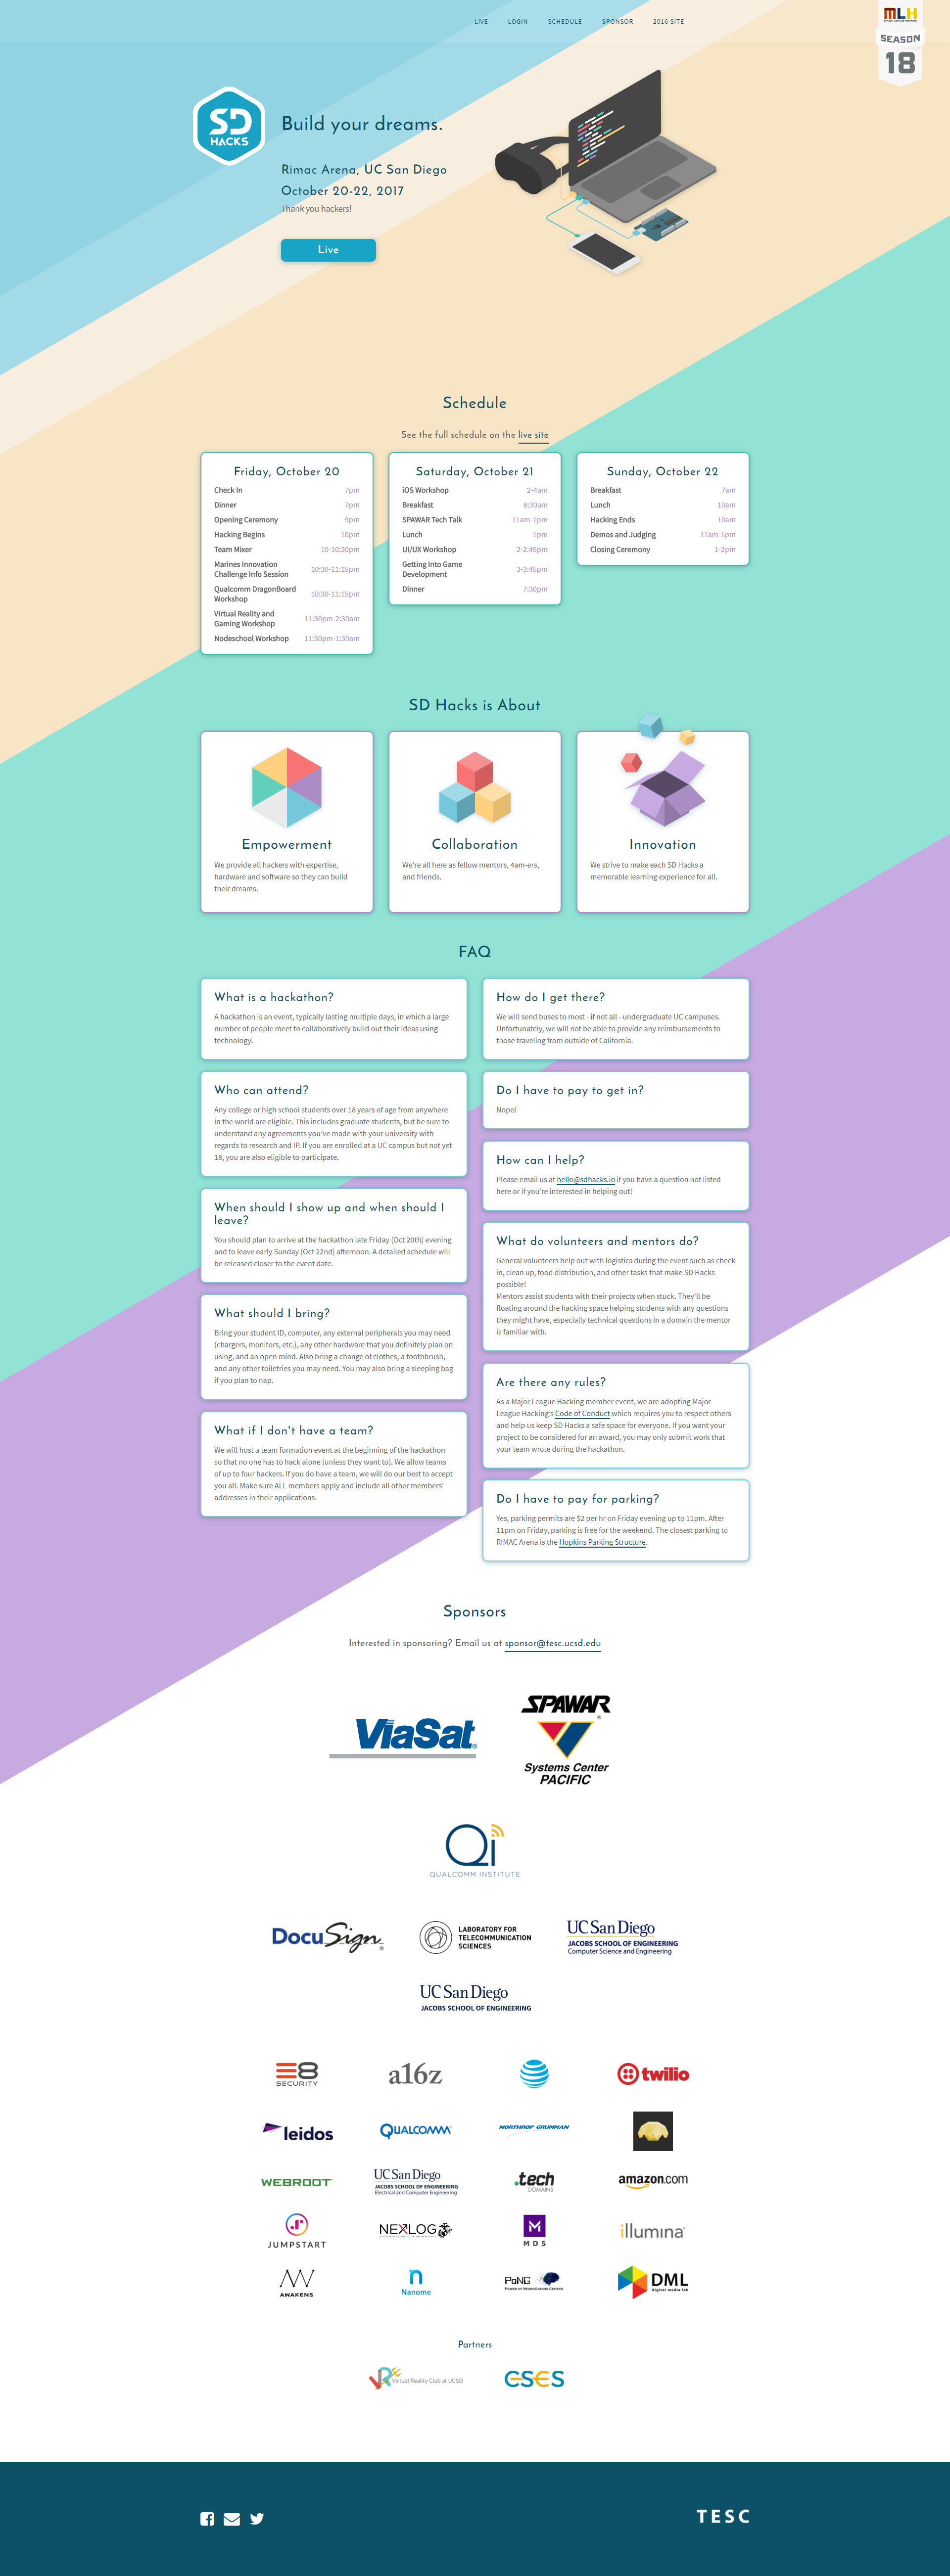 LIVE LOGIN SCHEDULE SPONSOR 2016 SITE
MLH
MAJOR LEAGUE HACKING
SEASON
18
SD
HACKS
Build your dreams.
Rimac Arena, UC San Diego
October 20-22, 2017
Thank you hackers!
Live
Schedule
See the full schedule on the live site
Friday, October 20
Check In 7pm
Dinner 7pm
Opening Ceremony 9pm
Hacking Begins 10pm
Team Mixer 10-10:30pm
Marines Innovation
Challenge Info Session 10:30-11:15pm
Qualcomm DragonBoard
Workshop 10:30-11:15pm
Virtual Reality and
Gaming Workshop 11:30pm-2:30am
Nodeschool Workshop 11:30pm-1:30am
Saturday, October 21
iOS Workshop 2-4am
Breakfast 8:30am
SPAWAR Tech Talk 11am-1pm
Lunch 1pm
UI/UX Workshop 2-2:45pm
Getting Into Game
Development 3-3:45pm
Dinner 7:30pm
Sunday, October 22
Breakfast 7am
Lunch 10am
Hacking Ends 10am
Demos and Judging 11am-1pm
Closing Ceremony 1-2pm
SD Hacks is About
Empowerment
We provide all hackers with expertise,
hardware and software so they can build
their dreams.
Collaboration
We're all here as fellow mentors, 4am-ers,
and friends.
Innovation
We strive to make each SD Hacks a
memorable learning experience for all.
FAQ
What is a hackathon?
A hackathon is an event, typically lasting multiple days, in which a large
number of people meet to collaboratively build out their ideas using
technology.
Who can attend?
Any college or high school students over 18 years of age from anywhere
in the world are eligible. This includes graduate students, but be sure to
understand any agreements you've made with your university with
regards to research and IP. If you are enrolled at a UC campus but not yet
18, you are also eligible to participate.
When should I show up and when should I
leave?
You should plan to arrive at the hackathon late Friday (Oct 20th) evening
and to leave early Sunday (Oct 22nd) afternoon. A detailed schedule will
be released closer to the event date.
What should I bring?
Bring your student ID, computer, any external peripherals you may need
(chargers, monitors, etc.), any other hardware that you definitely plan on
using, and an open mind. Also bring a change of clothes, a toothbrush,
and any other toiletries you may need. You may also bring a sleeping bag
if you plan to nap.
What if I don't have a team?
We will host a team formation event at the beginning of the hackathon
so that no one has to hack alone (unless they want to). We allow teams
of up to four hackers. If you do have a team, we will do our best to accept
you all. Make sure ALL members apply and include all other members'
addresses in their applications.
How do I get there?
We will send buses to most - if not all - undergraduate UC campuses.
Unfortunately, we will not be able to provide any reimbursements to
those traveling from outside of California.
Do I have to pay to get in?
Nope!
How can I help?
Please email us at hello@sdhacks.io if you have a question not listed
here or if you're interested in helping out!
What do volunteers and mentors do?
General volunteers help out with logistics during the event such as check
in, clean up, food distribution, and other tasks that make SD Hacks
possible!
Mentors assist students with their projects when stuck. They'll be
floating around the hacking space helping students with any questions
they might have, especially technical questions in a domain the mentor
is familiar with.
Are there any rules?
As a Major League Hacking member event, we are adopting Major
League Hacking's Code of Conduct which requires you to respect others
and help us keep SD Hacks a safe space for everyone. If you want your
project to be considered for an award, you may only submit work that
your team wrote during the hackathon.
Do I have to pay for parking?
Yes, parking permits are $2 per hr on Friday evening up to 11pm. After
11pm on Friday, parking is free for the weekend. The closest parking to
RIMAC Arena is the Hopkins Parking Structure.
Sponsors
Interested in sponsoring? Email us at sponsor@tesc.ucsd.edu
ViaSat®
SPAWAR®
Systems Center
PACIFIC
Qi
QUALCOMM INSTITUTE
DocuSign®
LABORATORY FOR
TELECOMMUNICATION
SCIENCES
UC San Diego
JACOBS SCHOOL OF ENGINEERING
Computer Science and Engineering
UC San Diego
JACOBS SCHOOL OF ENGINEERING
E8
SECURITY
a16z
twilio
leidos
QUALCOMM
NORTHROP GRUMMAN
WEBROOT
UC San Diego
JACOBS SCHOOL OF ENGINEERING
Electrical and Computer Engineering
.tech
DOMAINS
amazon.com
JUMPSTART
NEXLOG
MD5
illumina
AWAKENS
n
Nanome
PoNG
POWER OF NEUROGAMING CENTER
DML
digital media lab
Partners
VR
Virtual Reality Club at UCSD
CSES
TESC